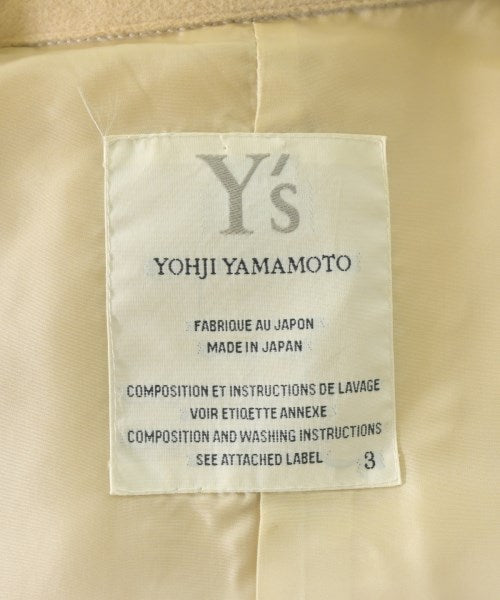 Y's
YOHJI YAMAMOTO
FABRIQUE AU JAPON
MADE IN JAPAN
COMPOSITION ET INSTRUCTIONS DE LAVAGE
VOIR ETIQETTE ANNEXE
COMPOSITION AND WASHING INSTRUCTIONS
SEE ATTACHED LABEL 3